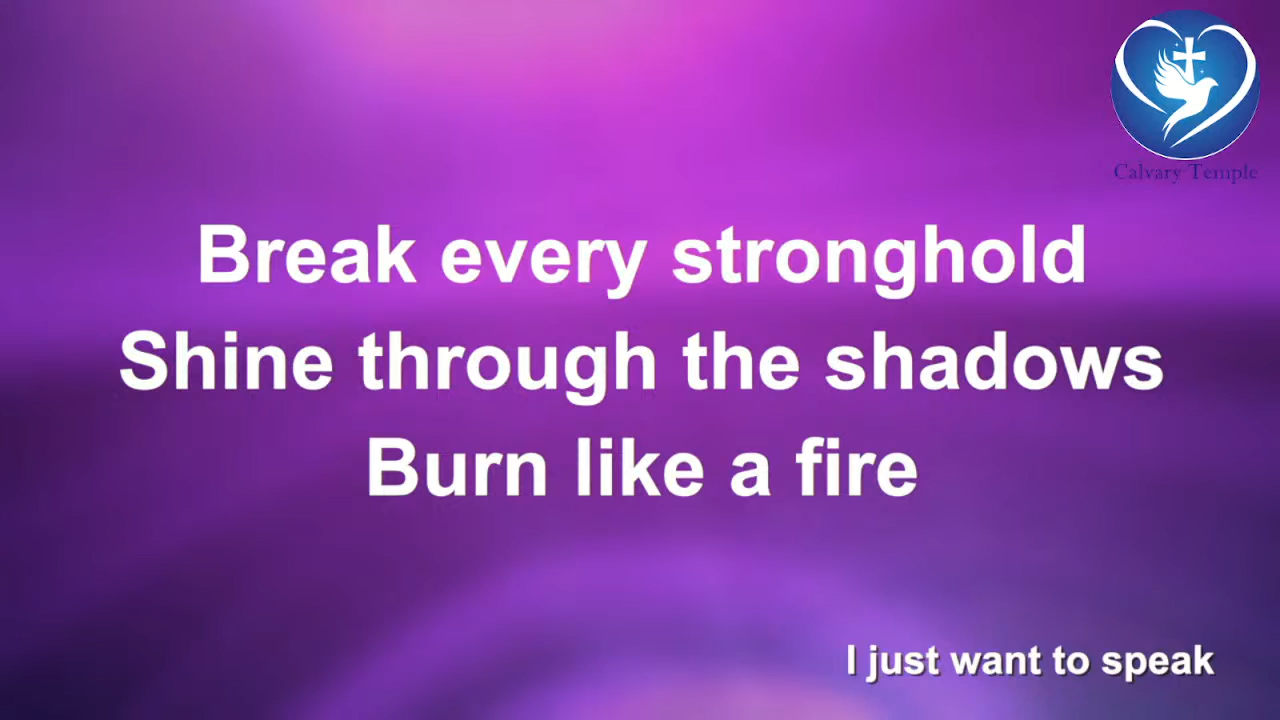 Calvary Temple
Break every stronghold
Shine through the shadows
Burn like a fire
I just want to speak